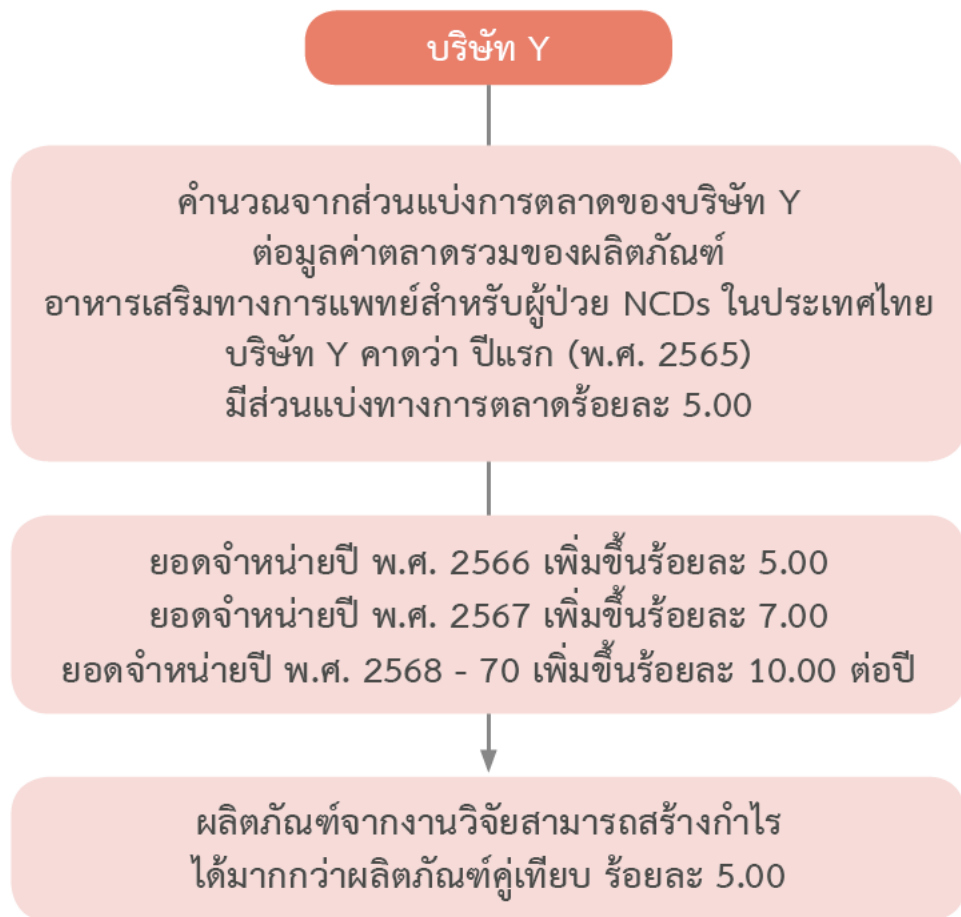 บริษัท Y
คำนวณจากส่วนแบ่งการตลาดของบริษัท Y
ต่อมูลค่าตลาดรวมของผลิตภัณฑ์
อาหารเสริมทางการแพทย์สำหรับผู้ป่วย NCDs ในประเทศไทย
บริษัท Y คาดว่า ปีแรก (พ.ศ. 2565)
มีส่วนแบ่งทางการตลาดร้อยละ 5.00
ยอดจำหน่ายปี พ.ศ. 2566 เพิ่มขึ้นร้อยละ 5.00
ยอดจำหน่ายปี พ.ศ. 2567 เพิ่มขึ้นร้อยละ 7.00
ยอดจำหน่ายปี พ.ศ. 2568 - 70 เพิ่มขึ้นร้อยละ 10.00 ต่อปี
ผลิตภัณฑ์จากงานวิจัยสามารถสร้างกำไร
ได้มากกว่าผลิตภัณฑ์คู่เทียบ ร้อยละ 5.00